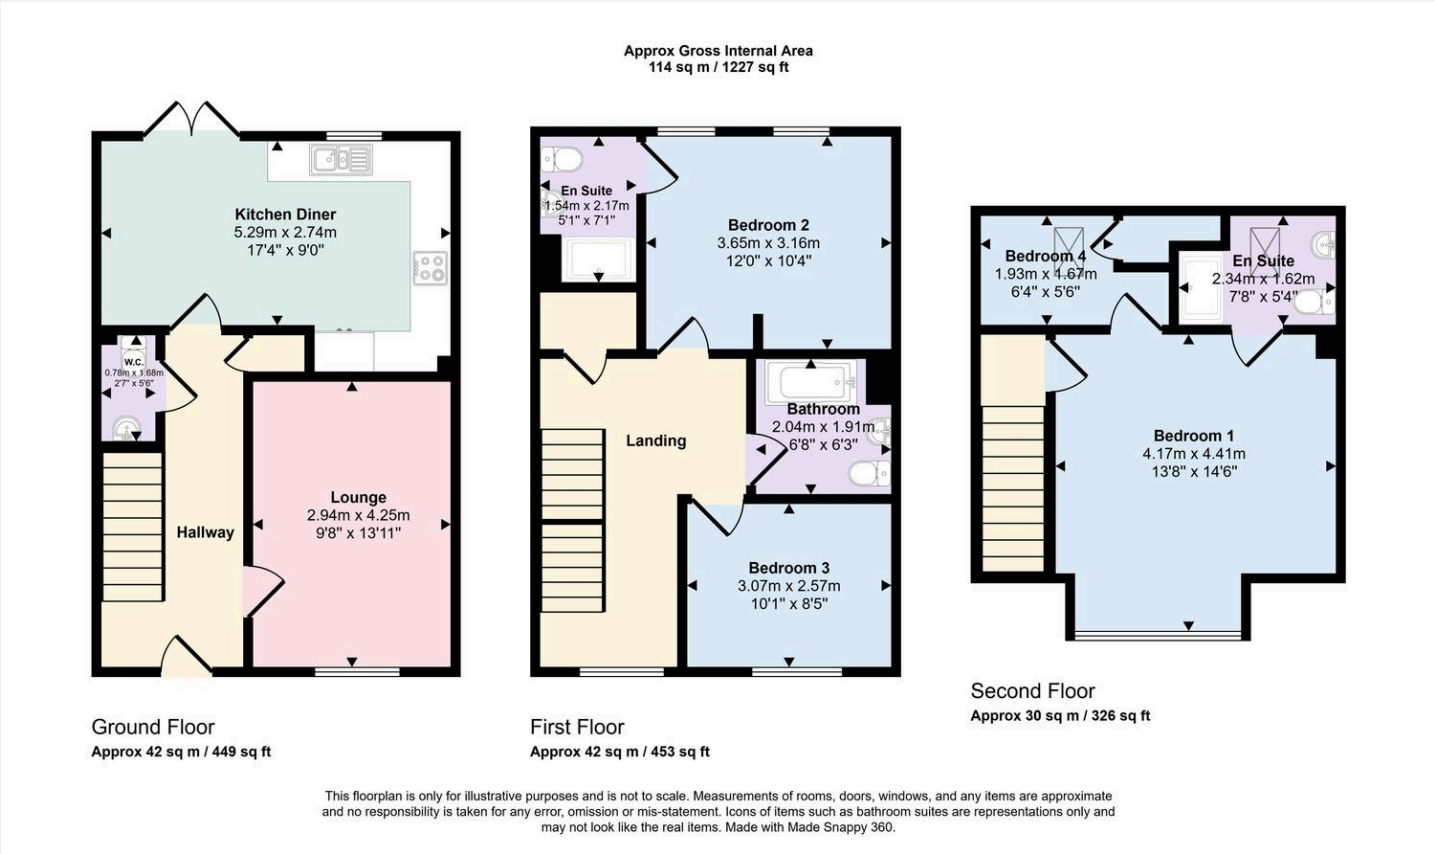 Approx Gross Internal Area
114 sq m / 1227 sq ft
Kitchen Diner
5.29m x 2.74m
17'4" x 9'0"
W.C.
0.78m x 1.68m
2'7" x 5'6"
Lounge
2.94m x 4.25m
9'8" x 13'11"
Hallway
Ground Floor
Approx 42 sq m / 449 sq ft
En Suite
1.54m x 2.17m
5'1" x 7'1"
Bedroom 2
3.65m x 3.16m
12'0" x 10'4"
Landing
Bathroom
2.04m x 1.91m
6'8" x 6'3"
Bedroom 3
3.07m x 2.57m
10'1" x 8'5"
First Floor
Approx 42 sq m / 453 sq ft
Bedroom 4
1.93m x 1.67m
6'4" x 5'6"
En Suite
2.34m x 1.62m
7'8" x 5'4"
Bedroom 1
4.17m x 4.41m
13'8" x 14'6"
Second Floor
Approx 30 sq m / 326 sq ft
This floorplan is only for illustrative purposes and is not to scale. Measurements of rooms, doors, windows, and any items are approximate
and no responsibility is taken for any error, omission or mis-statement. Icons of items such as bathroom suites are representations only and
may not look like the real items. Made with Made Snappy 360.